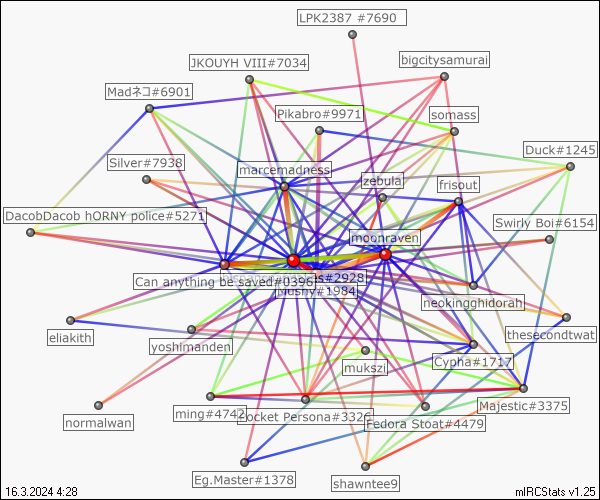 LPK2387 #7690
JKOUYH VIII#7034
bigcitysamurai
Madネコ#6901
Pikabro#9971
somass
Duck#1245
Silver#7938
marcemadness
zebula
frisout
DacobDacob hORNY police#5271
Swirly Boi#6154
moonraven
Can anything be saved#0396
s#2928
Mushy#1984
neokingghidorah
eliakith
yoshimanden
thesecondtwat
Cypha#1717
mukszi
normalwan
ming#4742
Pocket Persona#3326
Fedora Stoat#4479
Majestic#3375
Eg.Master#1378
shawntee9
16.3.2024 4:28
mIRCStats v1.25